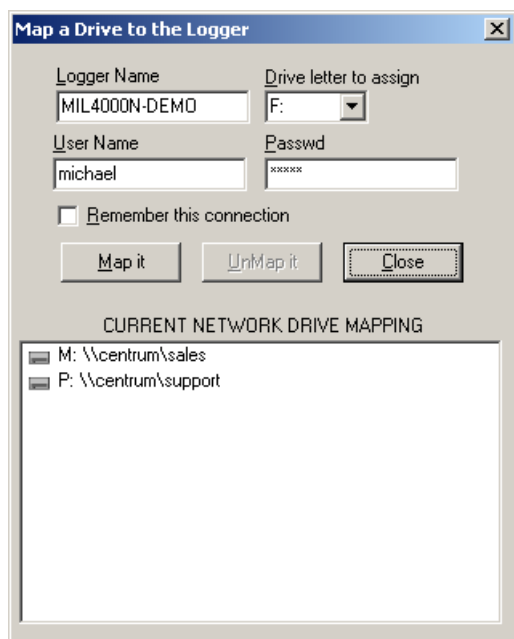 Map a Drive to the Logger
Logger Name Drive letter to assign
MIL4000N-DEMO F:
User Name Passwd
michael xxxxx
Remember this connection
Map it UnMap it Close
CURRENT NETWORK DRIVE MAPPING
M: \\centrum\sales
P: \\centrum\support